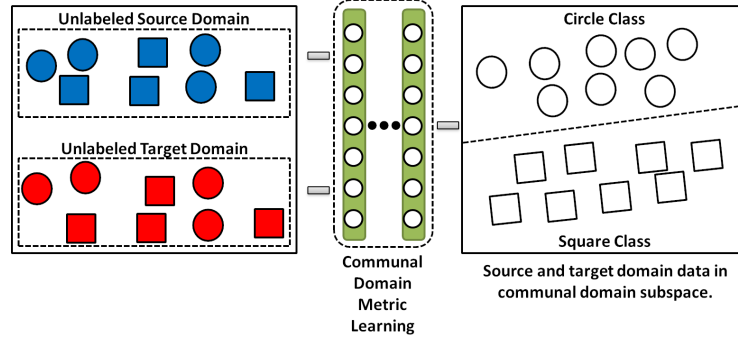 Unlabeled Source Domain
Unlabeled Target Domain
Communal
Domain
Metric
Learning
Circle Class
Square Class
Source and target domain data in
communal domain subspace.